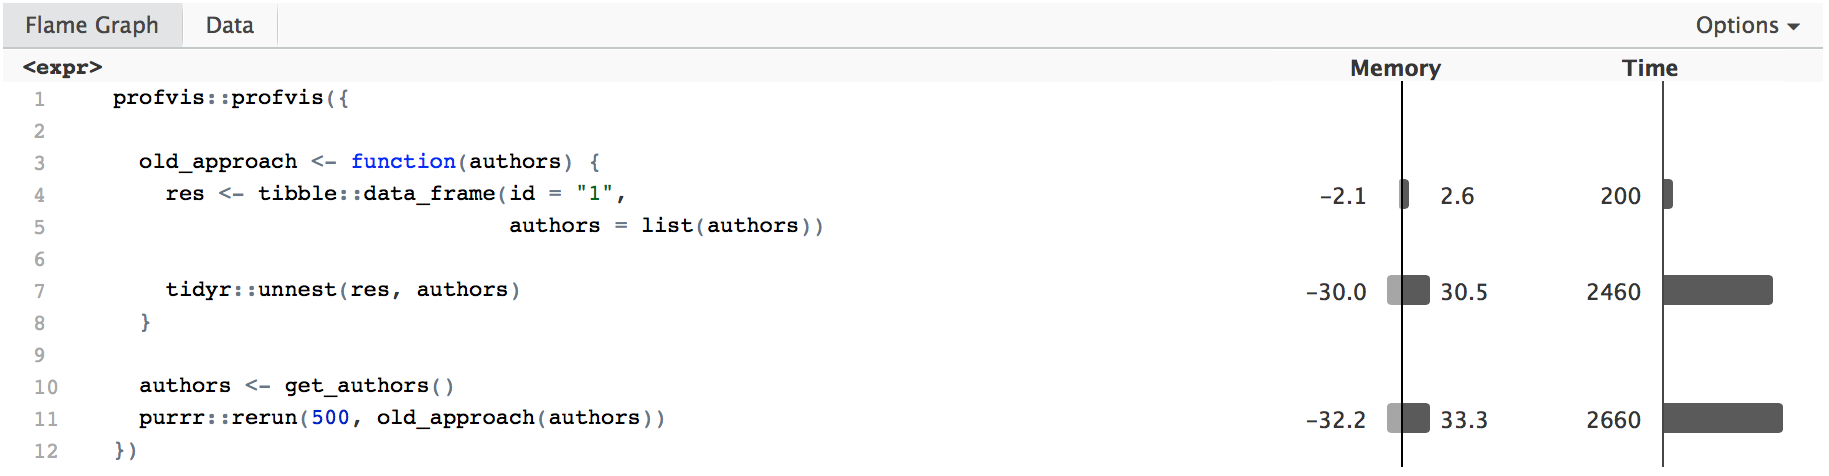 Flame Graph Data Options
<expr> Memory Time
1 profvis::profvis({
2
3 old_approach <- function(authors) {
4 res <- tibble::data_frame(id = "1", -2.1 2.6 200
5 authors = list(authors))
6
7 tidyr::unnest(res, authors) -30.0 30.5 2460
8 }
9
10 authors <- get_authors()
11 purrr::rerun(500, old_approach(authors)) -32.2 33.3 2660
12 })